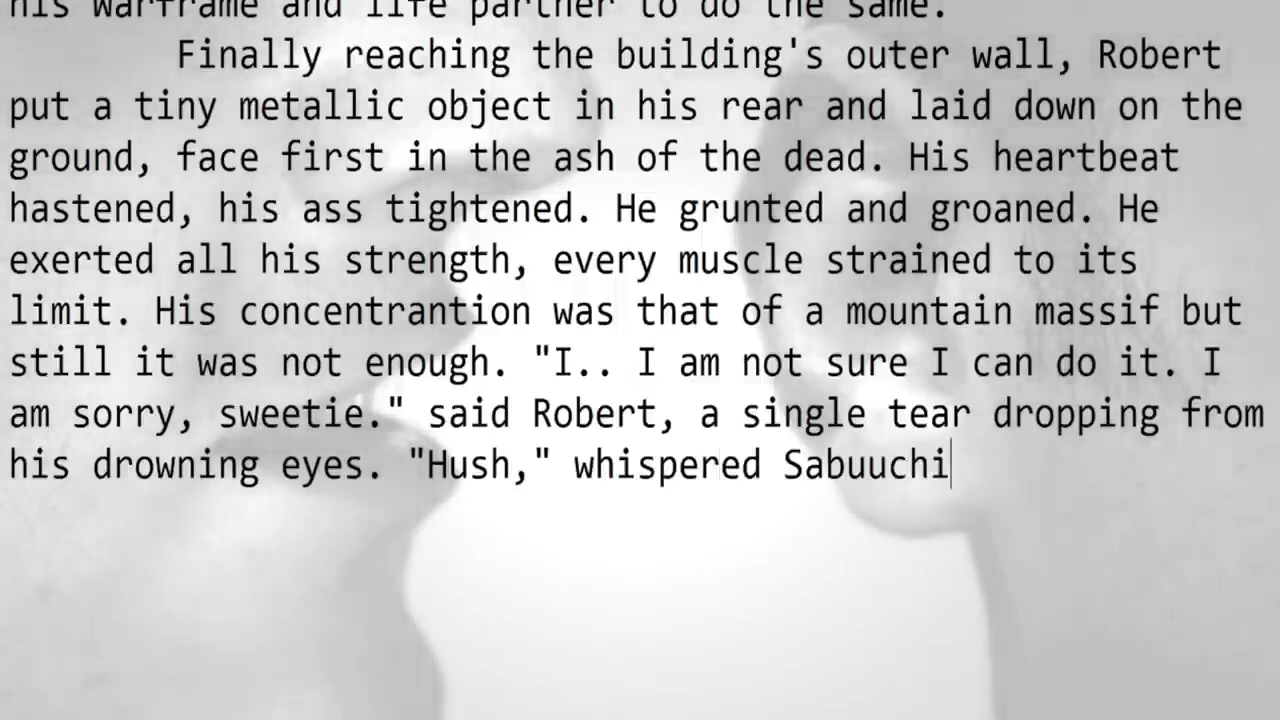 his warframe and life partner to do the same.
Finally reaching the building's outer wall, Robert
put a tiny metallic object in his rear and laid down on the
ground, face first in the ash of the dead. His heartbeat
hastened, his ass tightened. He grunted and groaned. He
exerted all his strength, every muscle strained to its
limit. His concentrantion was that of a mountain massif but
still it was not enough. "I.. I am not sure I can do it. I
am sorry, sweetie." said Robert, a single tear dropping from
his drowning eyes. "Hush," whispered Sabuuchi